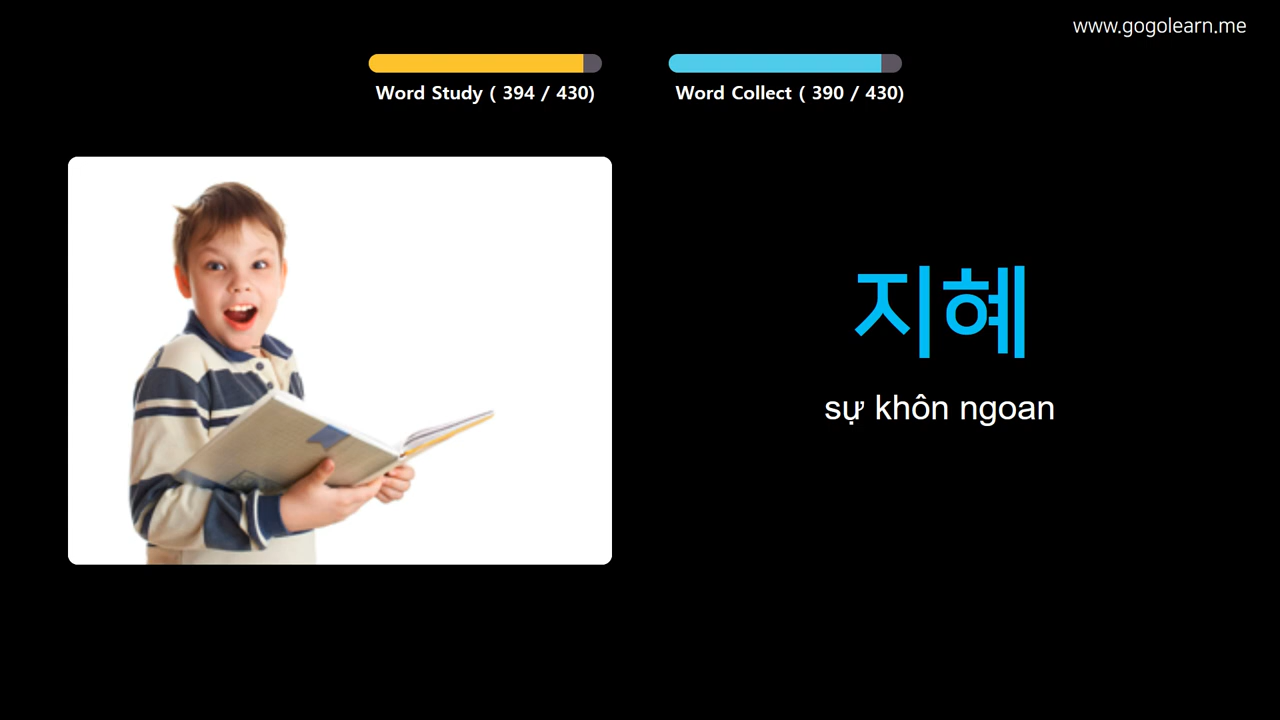 www.gogolearn.me
Word Study ( 394 / 430)
Word Collect ( 390 / 430)
지혜
sự khôn ngoan